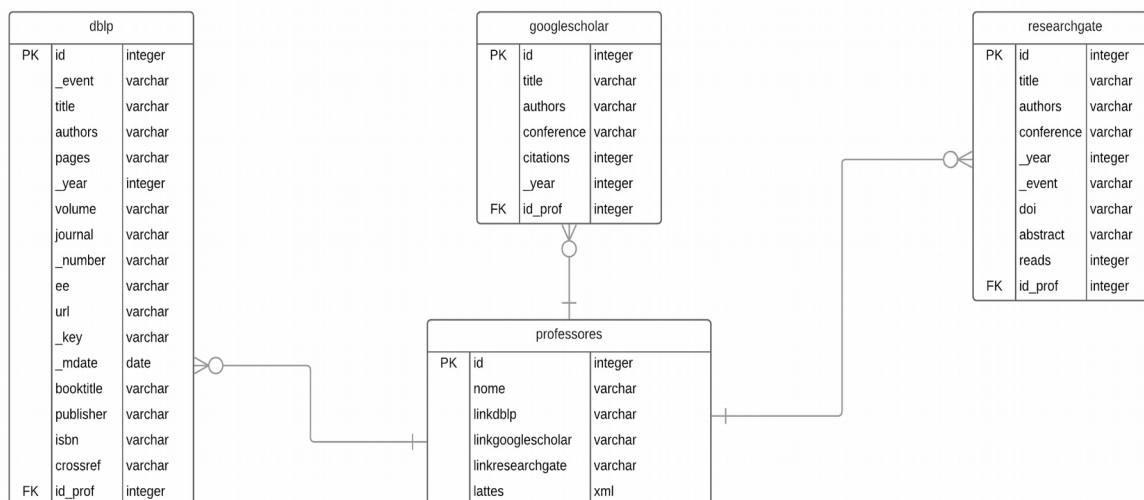 dblp
PK id integer
_event varchar
title varchar
authors varchar
pages varchar
_year integer
volume varchar
journal varchar
_number varchar
ee varchar
url varchar
_key varchar
_mdate date
booktitle varchar
publisher varchar
isbn varchar
crossref varchar
FK id_prof integer
googlescholar
PK id integer
title varchar
authors varchar
conference varchar
citations integer
_year integer
FK id_prof integer
professores
PK id integer
nome varchar
linkdblp varchar
linkgooglescholar varchar
linkresearchgate varchar
lattes xml
researchgate
PK id integer
title varchar
authors varchar
conference varchar
_year integer
_event varchar
doi varchar
abstract varchar
reads integer
FK id_prof integer